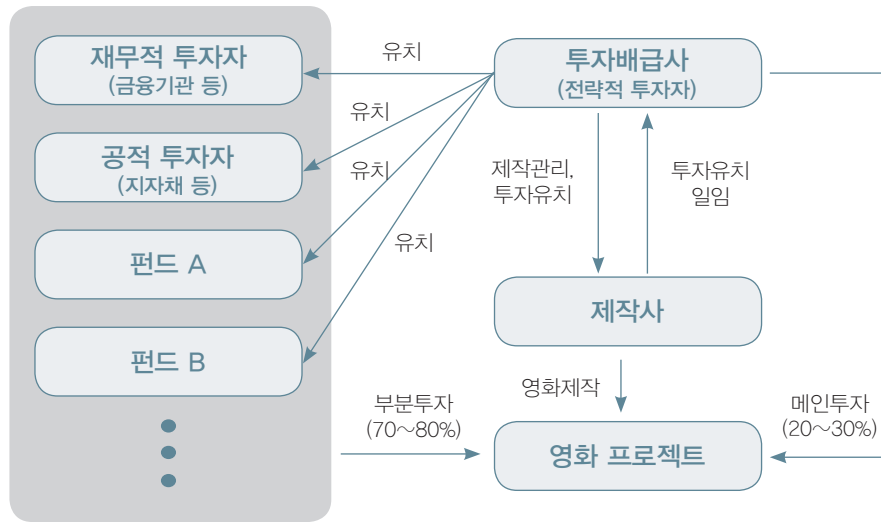 재무적 투자자
(금융기관 등)
공적 투자자
(지자채 등)
펀드 A
펀드 B
유치
유치
유치
유치
투자배급사
(전략적 투자자)
제작관리,
투자유치
투자유치
일임
제작사
영화제작
부분투자
(70～80%)
영화 프로젝트
메인투자
(20～30%)